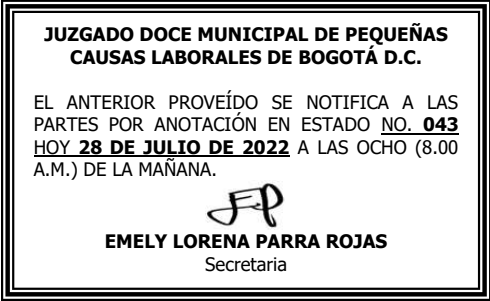 JUZGADO DOCE MUNICIPAL DE PEQUEÑAS
CAUSAS LABORALES DE BOGOTÁ D.C.
EL ANTERIOR PROVEÍDO SE NOTIFICA A LAS
PARTES POR ANOTACIÓN EN ESTADO NO. 043
HOY 28 DE JULIO DE 2022 A LAS OCHO (8.00
A.M.) DE LA MAÑANA.
EP
EMELY LORENA PARRA ROJAS
Secretaria